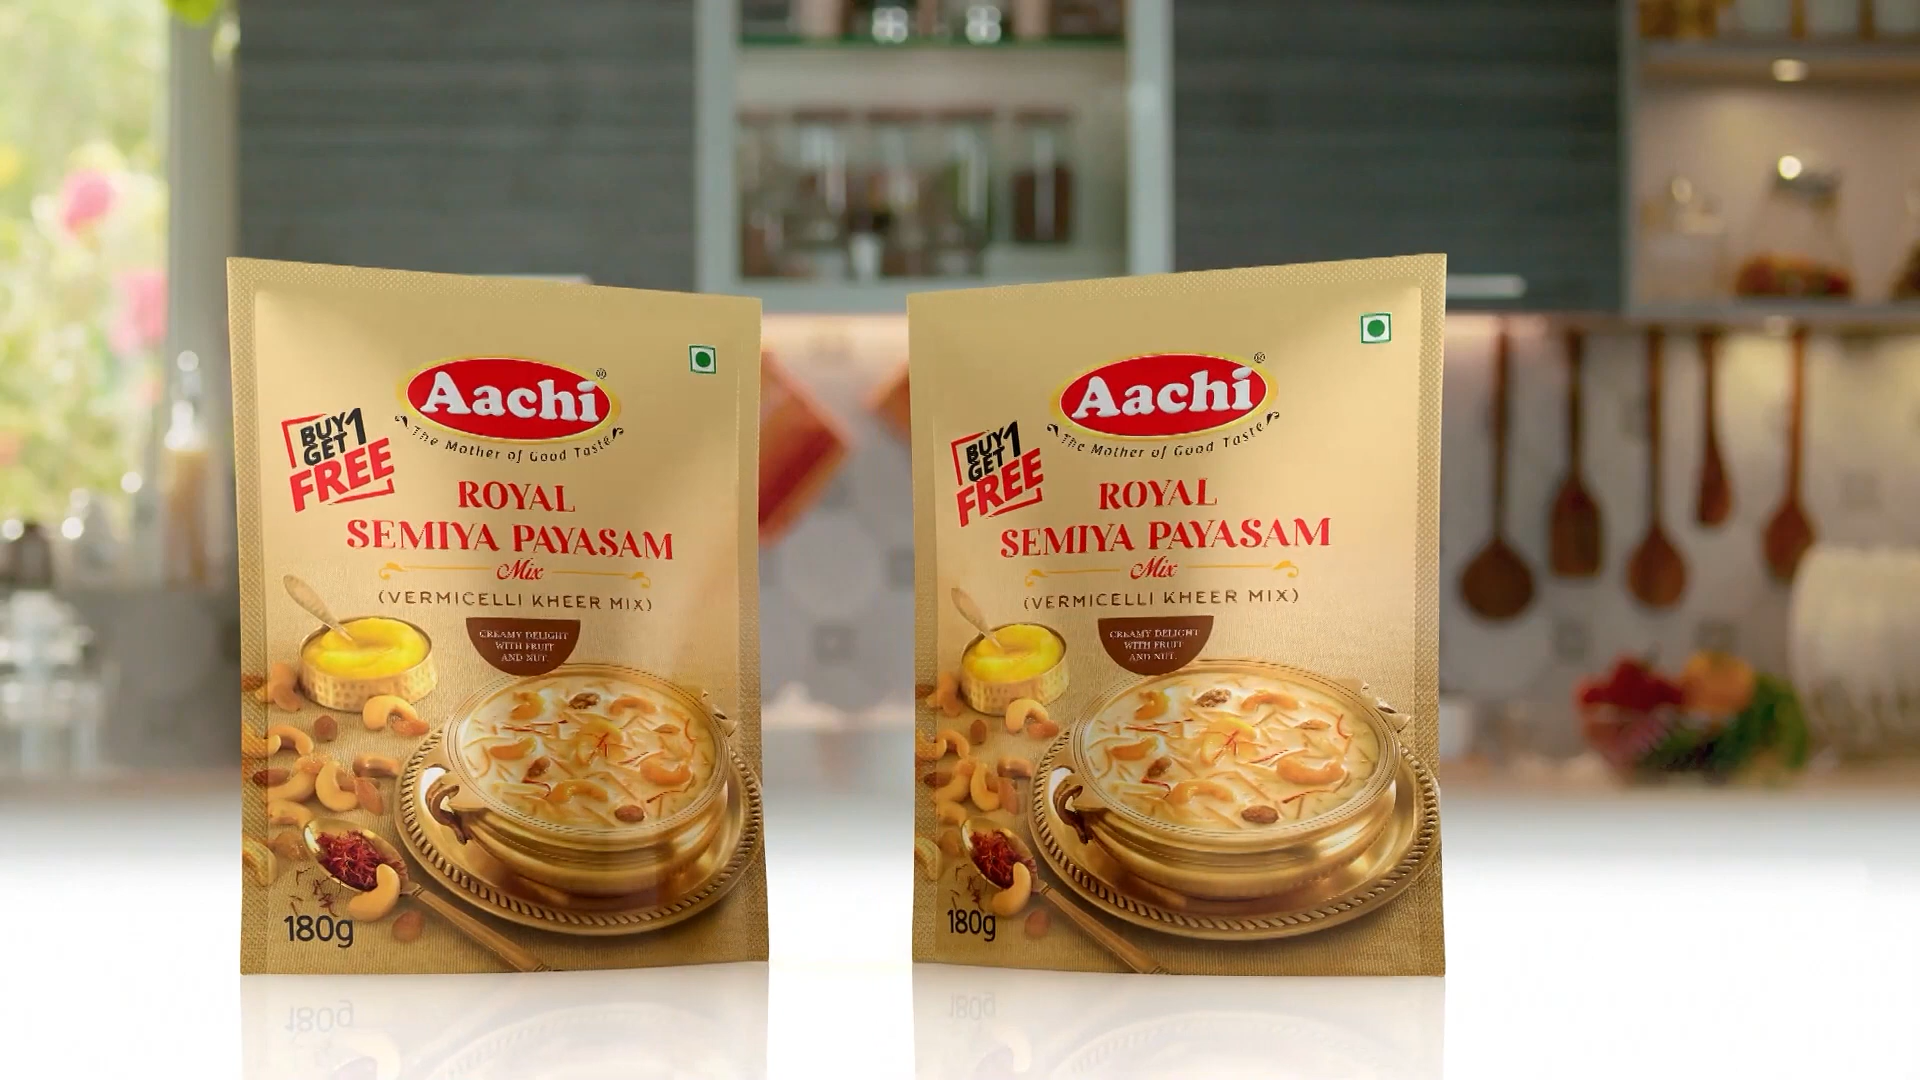 Aachi®
The Mother of Good Taste
BUY 1
GET
FREE
ROYAL
SEMIYA PAYASAM
Mix
(VERMICELLI KHEER MIX)
CREAMY DELIGHT
WITH FRUIT
AND NUT.
180g
Aachi®
The Mother of Good Taste
BUY 1
GET
FREE
ROYAL
SEMIYA PAYASAM
Mix
(VERMICELLI KHEER MIX)
CREAMY DELIGHT
WITH FRUIT
AND NUT.
180g